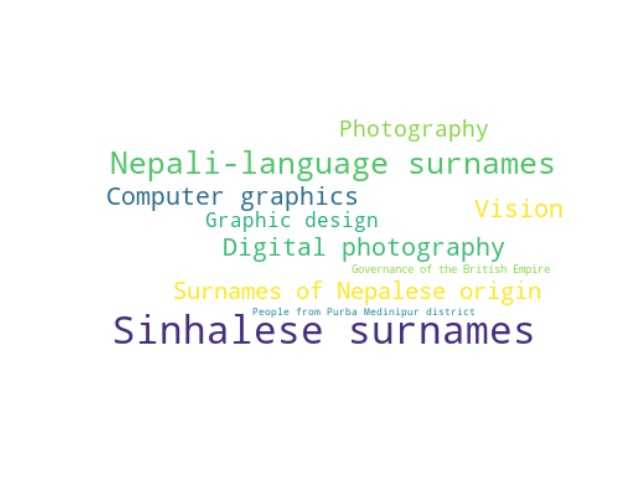 Photography
Nepali-language surnames
Computer graphics
Vision
Graphic design
Digital photography
Governance of the British Empire
Surnames of Nepalese origin
People from Purba Medinipur district
Sinhalese surnames